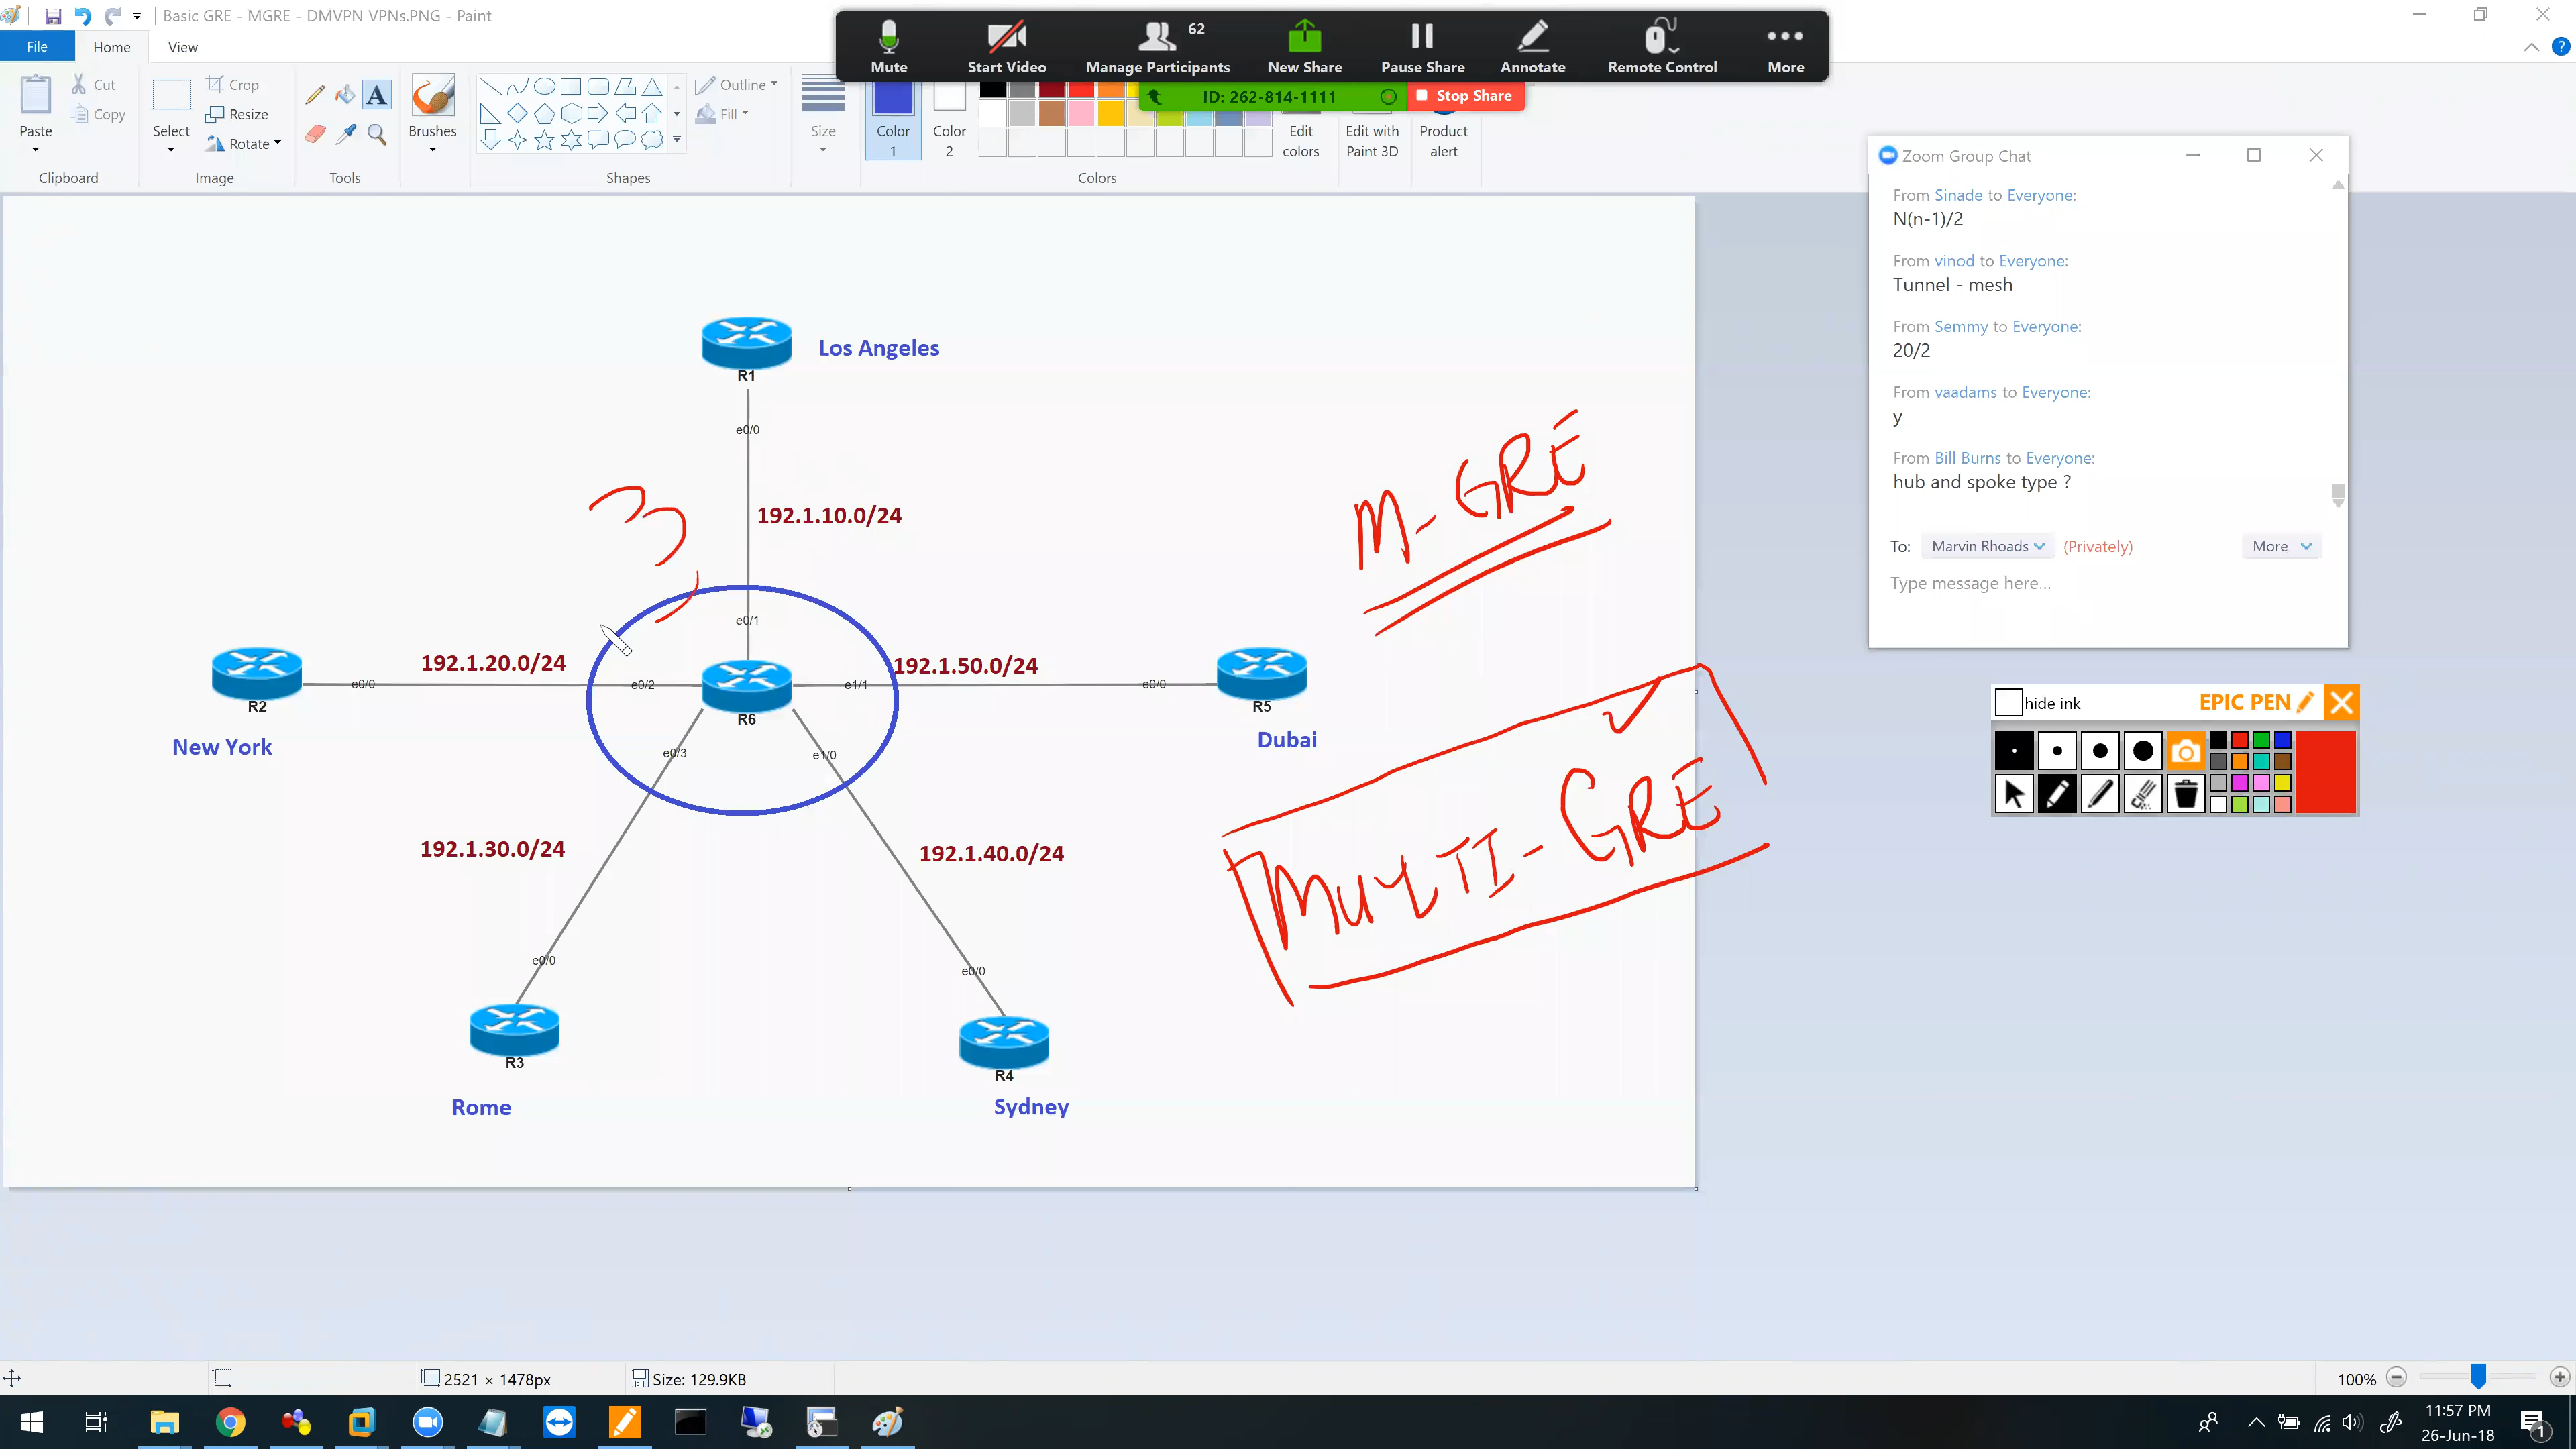 Basic GRE - MGRE - DMVPN VPNs.PNG - Paint
File Home View
Paste
Cut
Copy
Clipboard
Select
Crop
Resize
Rotate
Image
Tools
Brushes
Shapes
Outline
Fill
Size
Color
1
Color
2
Edit
colors
Edit with
Paint 3D
Product
alert
Colors
Mute
Start Video
62
Manage Participants
New Share
Pause Share
Annotate
Remote Control
More
ID: 262-814-1111
Stop Share
R1
Los Angeles
e0/0
192.1.10.0/24
3
M-GRE
e0/1
R2
New York
e0/0
192.1.20.0/24
e0/2
R6
e1/1
192.1.50.0/24
e0/0
R5
Dubai
e0/3
e1/0
192.1.30.0/24
192.1.40.0/24
MULTI-GRE
e0/0
e0/0
R3
Rome
R4
Sydney
Zoom Group Chat
From Sinade to Everyone:
N(n-1)/2
From vinod to Everyone:
Tunnel - mesh
From Semmy to Everyone:
20/2
From vaadams to Everyone:
y
From Bill Burns to Everyone:
hub and spoke type ?
To: Marvin Rhoads (Privately) More
Type message here...
hide ink EPIC PEN
2521 × 1478px
Size: 129.9KB
100%
11:57 PM
26-Jun-18
1